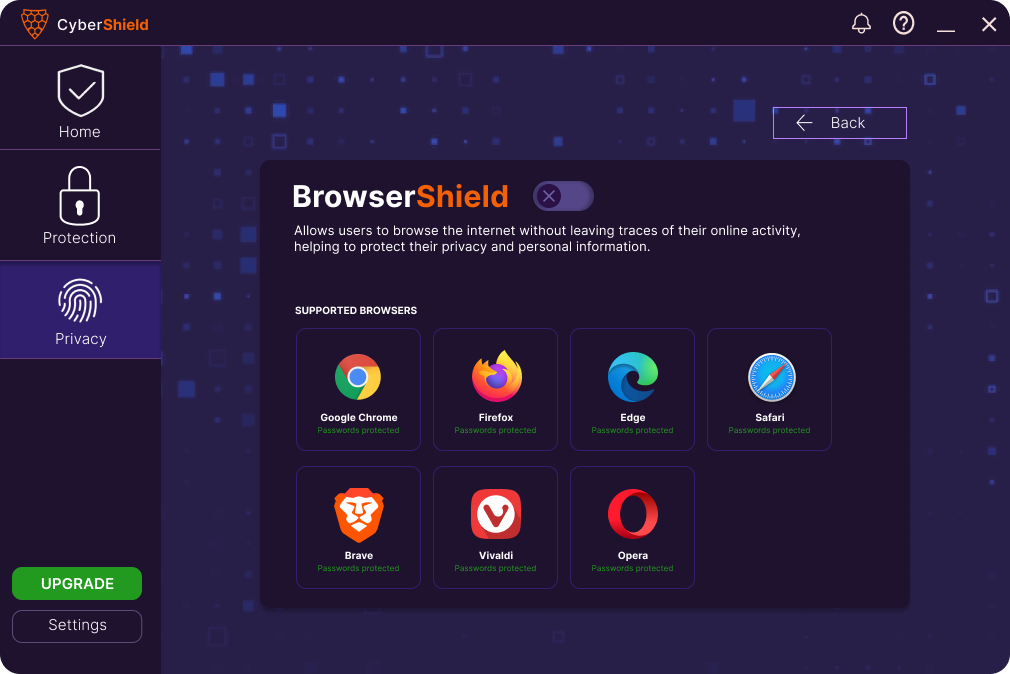 CyberShield
Home
Protection
Privacy
UPGRADE
Settings
Back
BrowserShield
Allows users to browse the internet without leaving traces of their online activity,
helping to protect their privacy and personal information.
SUPPORTED BROWSERS
Google Chrome
Passwords protected
Firefox
Passwords protected
Edge
Passwords protected
Safari
Passwords protected
Brave
Passwords protected
Vivaldi
Passwords protected
Opera
Passwords protected